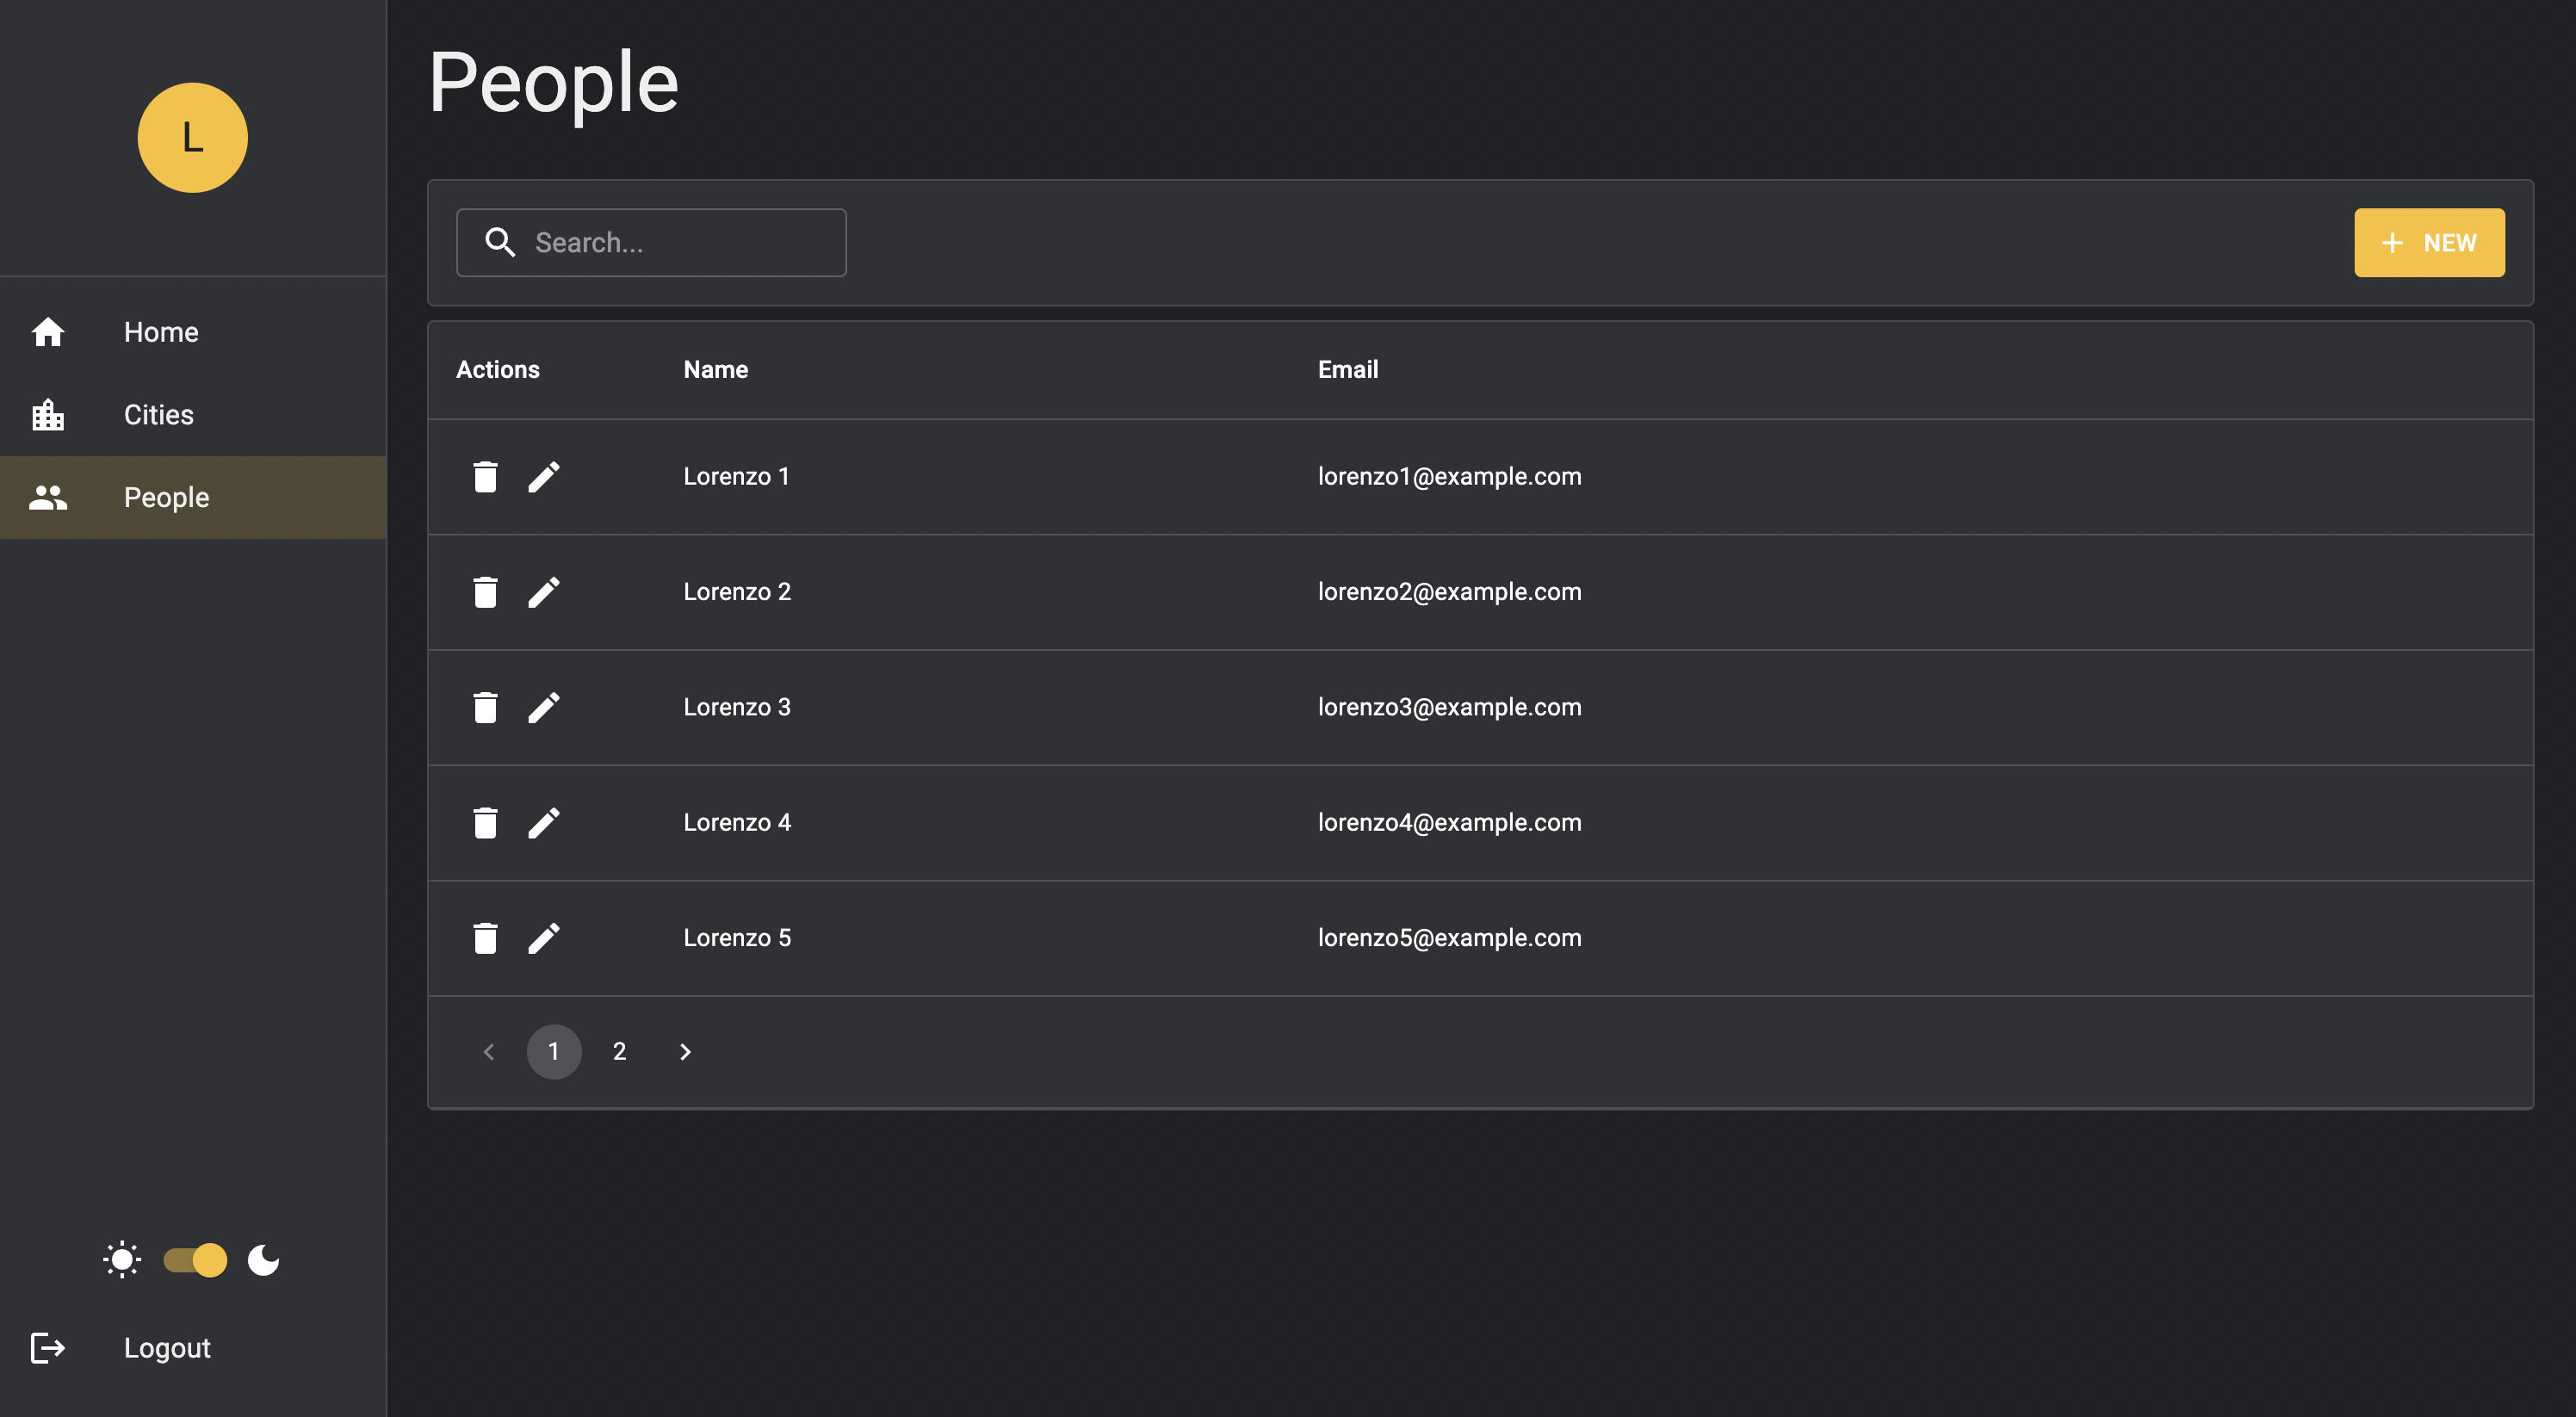 L
Home
Cities
People
Logout
People
Search...
NEW
Actions Name Email
Lorenzo 1 lorenzo1@example.com
Lorenzo 2 lorenzo2@example.com
Lorenzo 3 lorenzo3@example.com
Lorenzo 4 lorenzo4@example.com
Lorenzo 5 lorenzo5@example.com
1 2